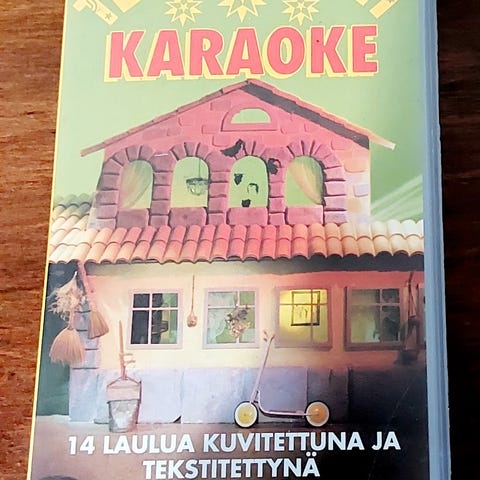 KARAOKE
14 LAULUA KUVITETTUNA JA
TEKSTITETTYNÄ